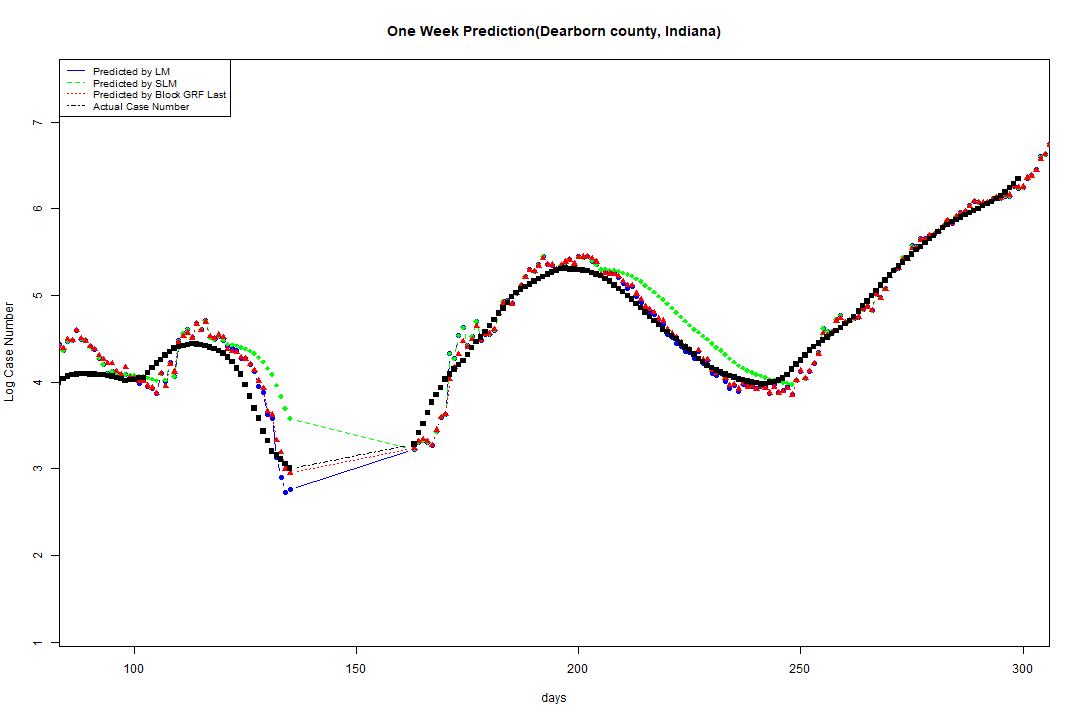 One Week Prediction(Dearborn county, Indiana)
Predicted by LM
Predicted by SLM
Predicted by Block GRF Last
Actual Case Number
Log Case Number
7
6
5
4
3
2
1
100 150 200 250 300
days